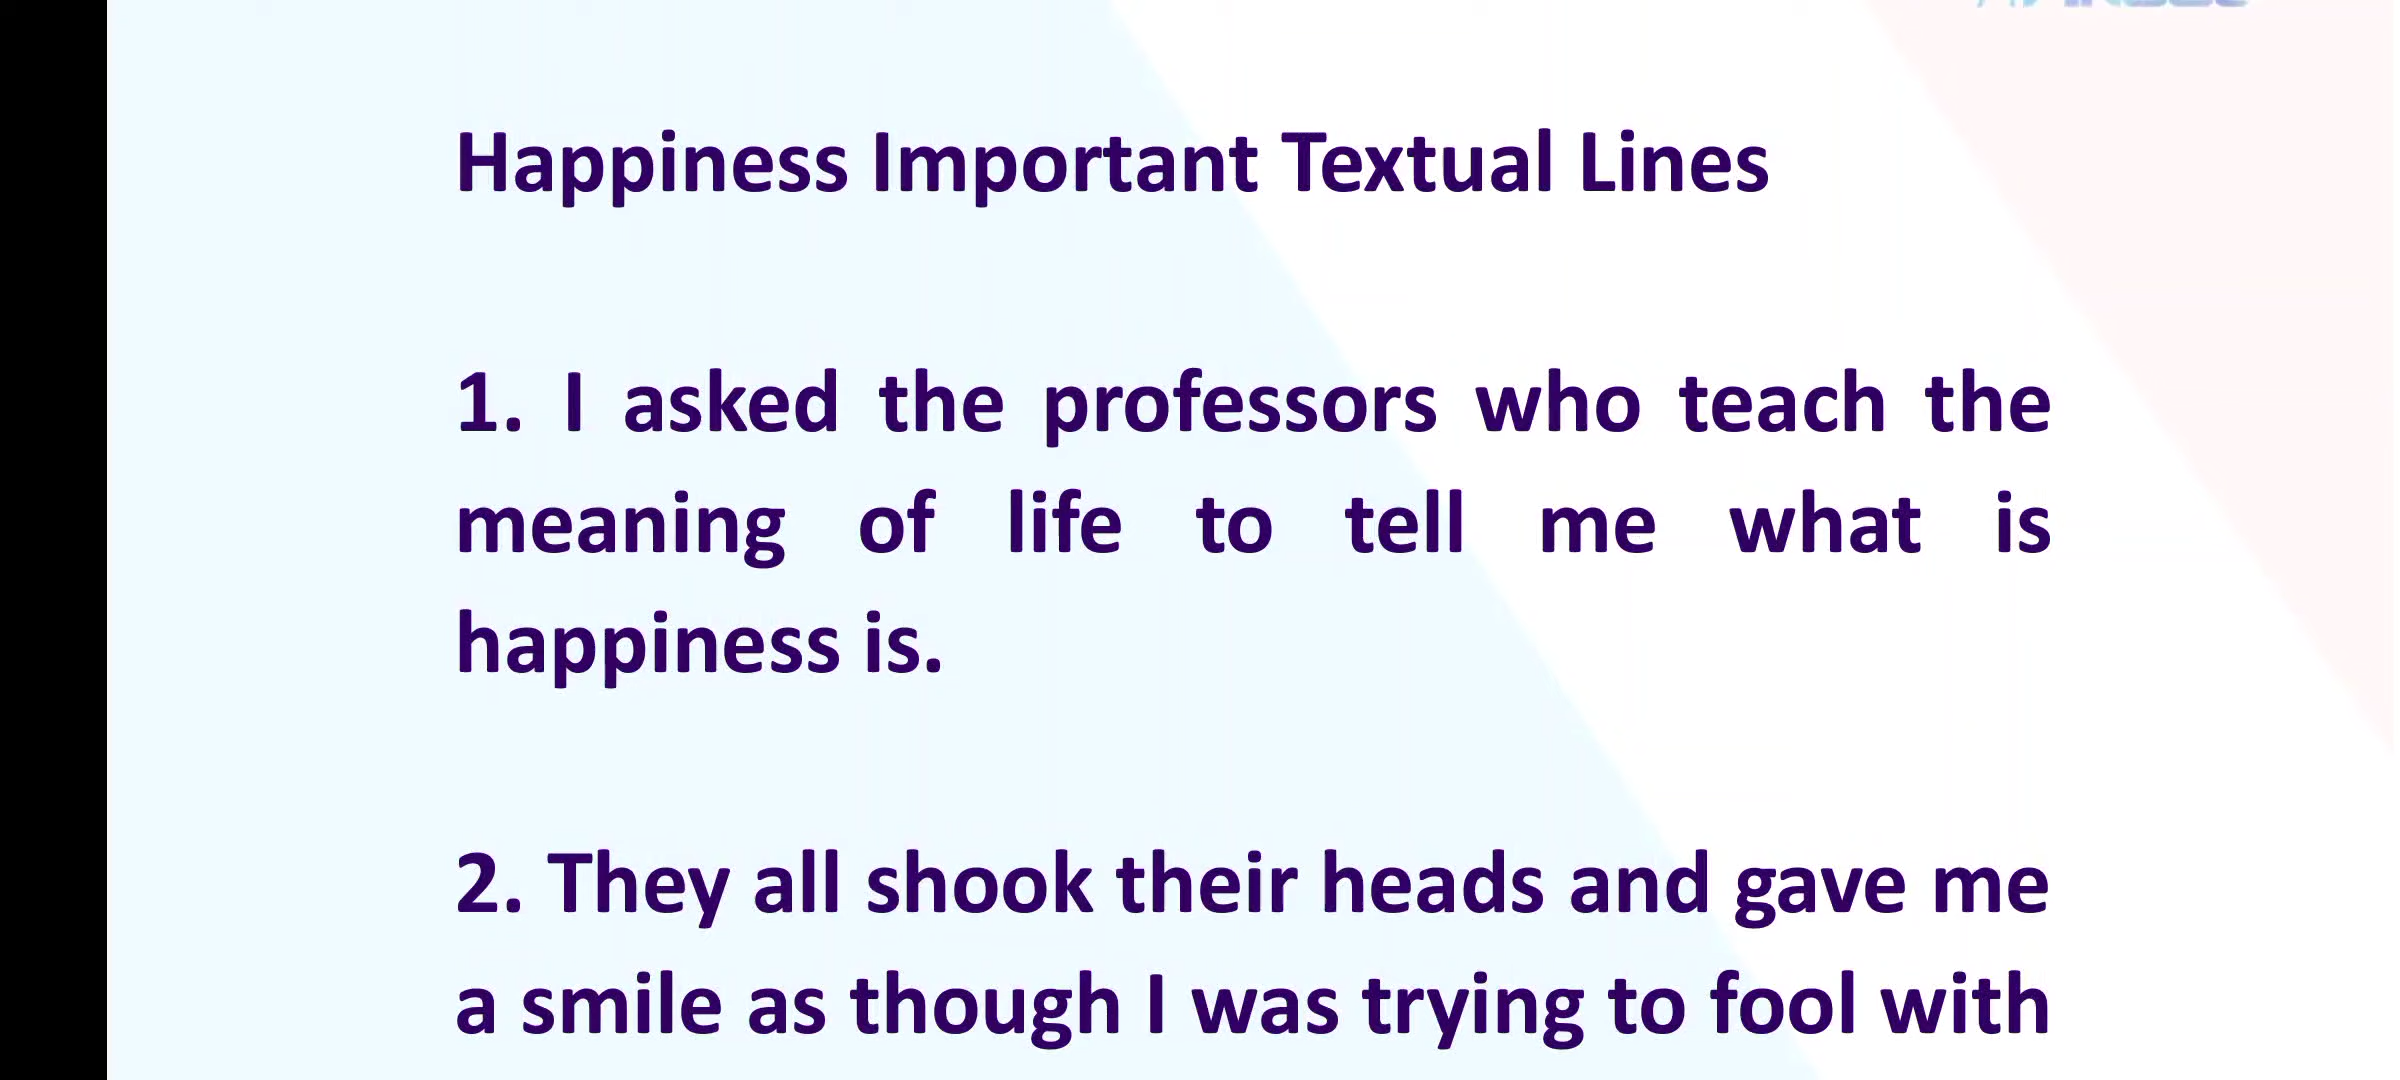 Happiness Important Textual Lines
1. I asked the professors who teach the
meaning of life to tell me what is
happiness is.
2. They all shook their heads and gave me
a smile as though I was trying to fool with